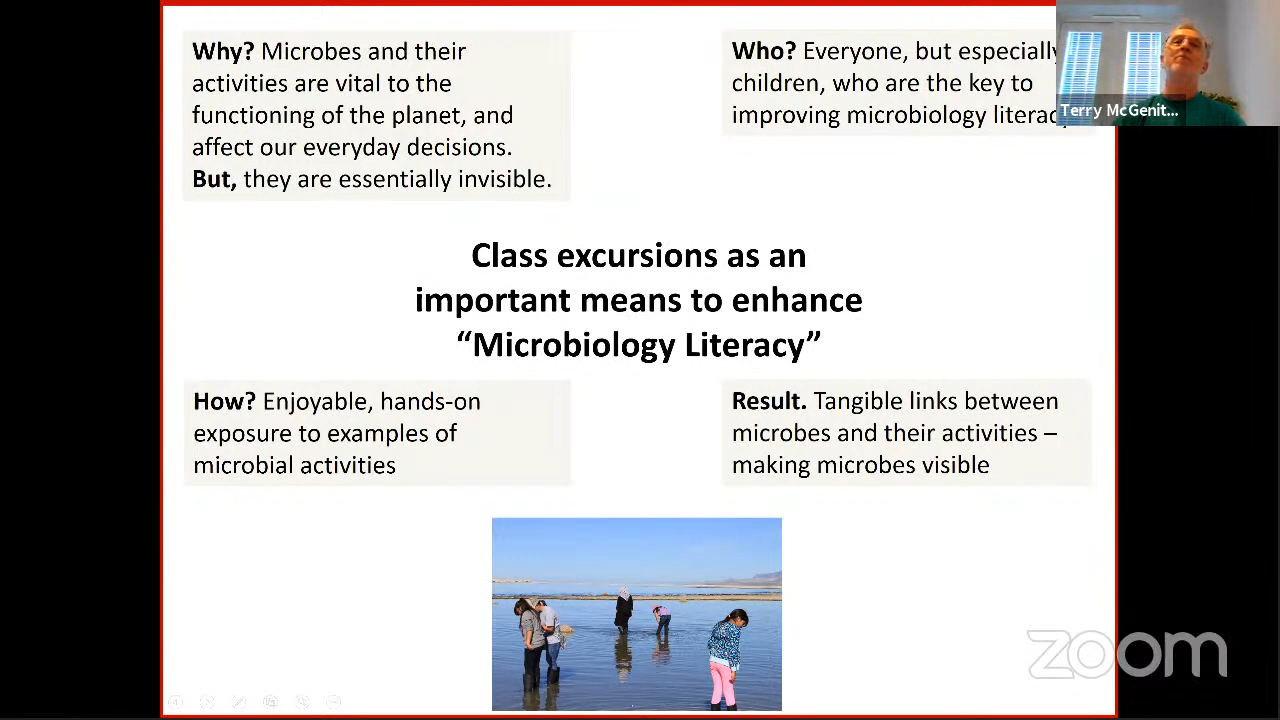 Why? Microbes and their
activities are vital to the
functioning of the planet, and
affect our everyday decisions.
But, they are essentially invisible.
Who? Everyone, but especially
children, who are the key to
improving microbiology literacy
Terry McGenit...
Class excursions as an
important means to enhance
“Microbiology Literacy”
How? Enjoyable, hands-on
exposure to examples of
microbial activities
Result. Tangible links between
microbes and their activities –
making microbes visible
zoom